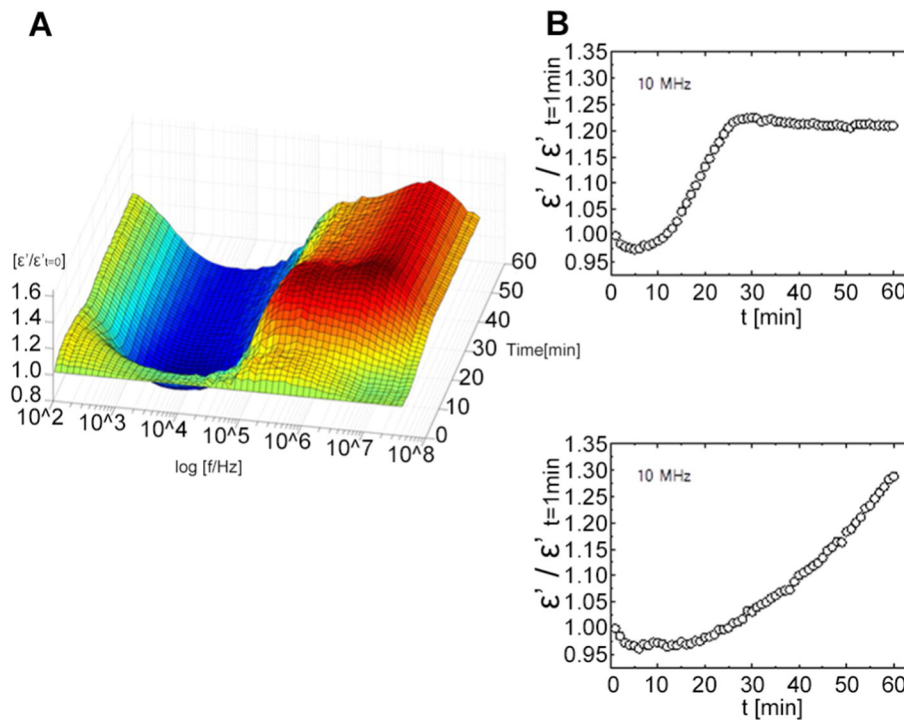 A
[ε'/ε't=0]
1.6
1.4
1.2
1.0
0.8
10^2
10^3
10^4
10^5
10^6
10^7
10^8
log [f/Hz]
0
10
20
30
40
50
60
Time[min]
B
1.35
1.30
1.25
1.20
1.15
1.10
1.05
1.00
0.95
10 MHz
ε' / ε' t=1min
0 10 20 30 40 50 60
t [min]
1.35
1.30
1.25
1.20
1.15
1.10
1.05
1.00
0.95
10 MHz
ε' / ε' t=1min
0 10 20 30 40 50 60
t [min]